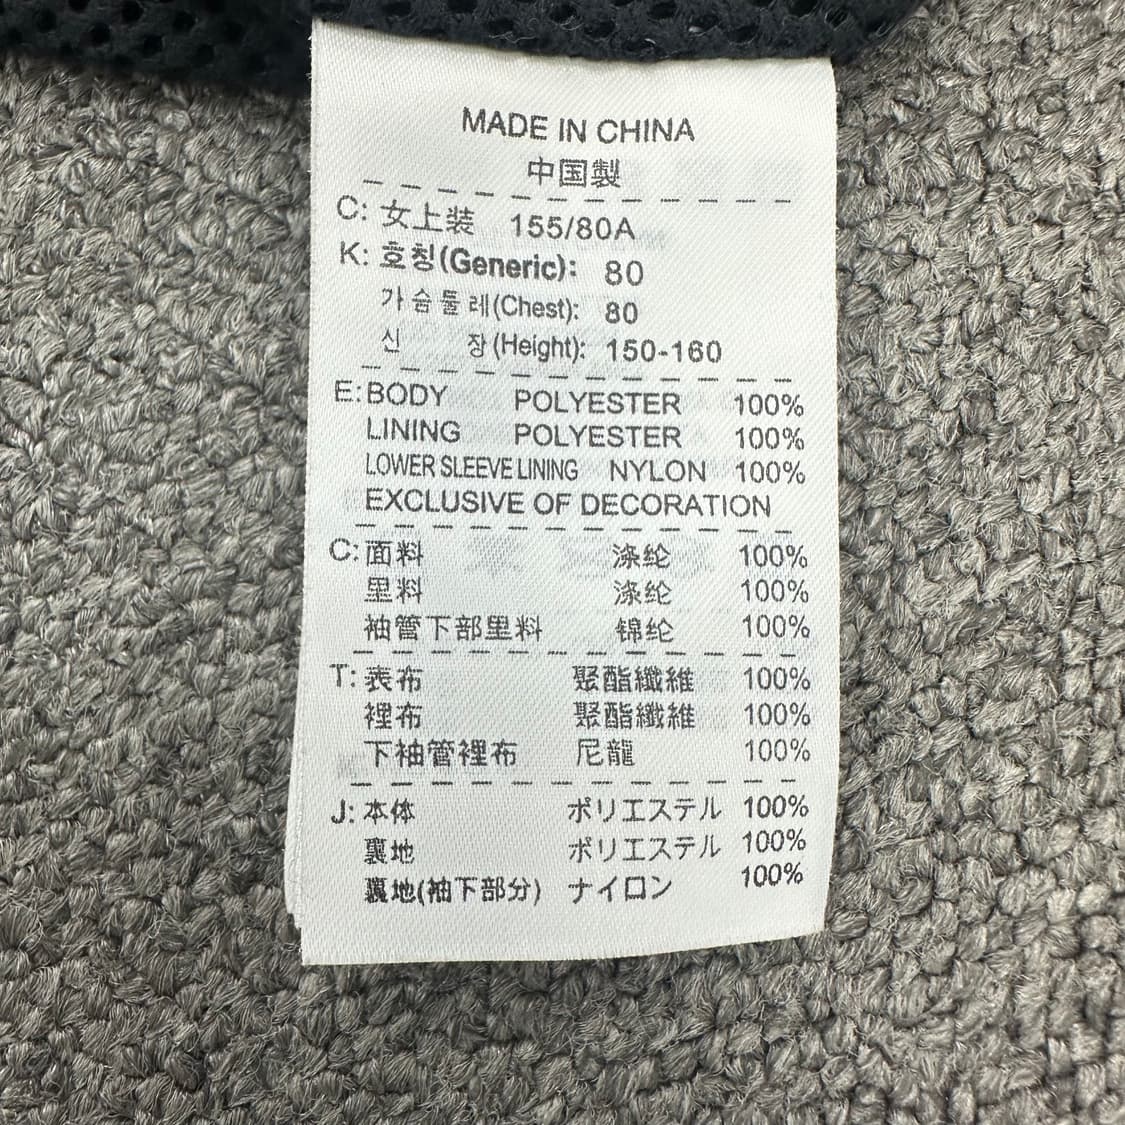 MADE IN CHINA
中国製
C: 女上装 155/80A
K: 호칭(Generic): 80
가슴둘레(Chest): 80
신 장(Height): 150-160
E: BODY POLYESTER 100%
LINING POLYESTER 100%
LOWER SLEEVE LINING NYLON 100%
EXCLUSIVE OF DECORATION
C: 面料 涤纶 100%
里料 涤纶 100%
袖管下部里料 锦纶 100%
T: 表布 聚酯纖維 100%
裡布 聚酯纖維 100%
下袖管裡布 尼龍 100%
J: 本体 ポリエステル 100%
裏地 ポリエステル 100%
裏地(袖下部分) ナイロン 100%